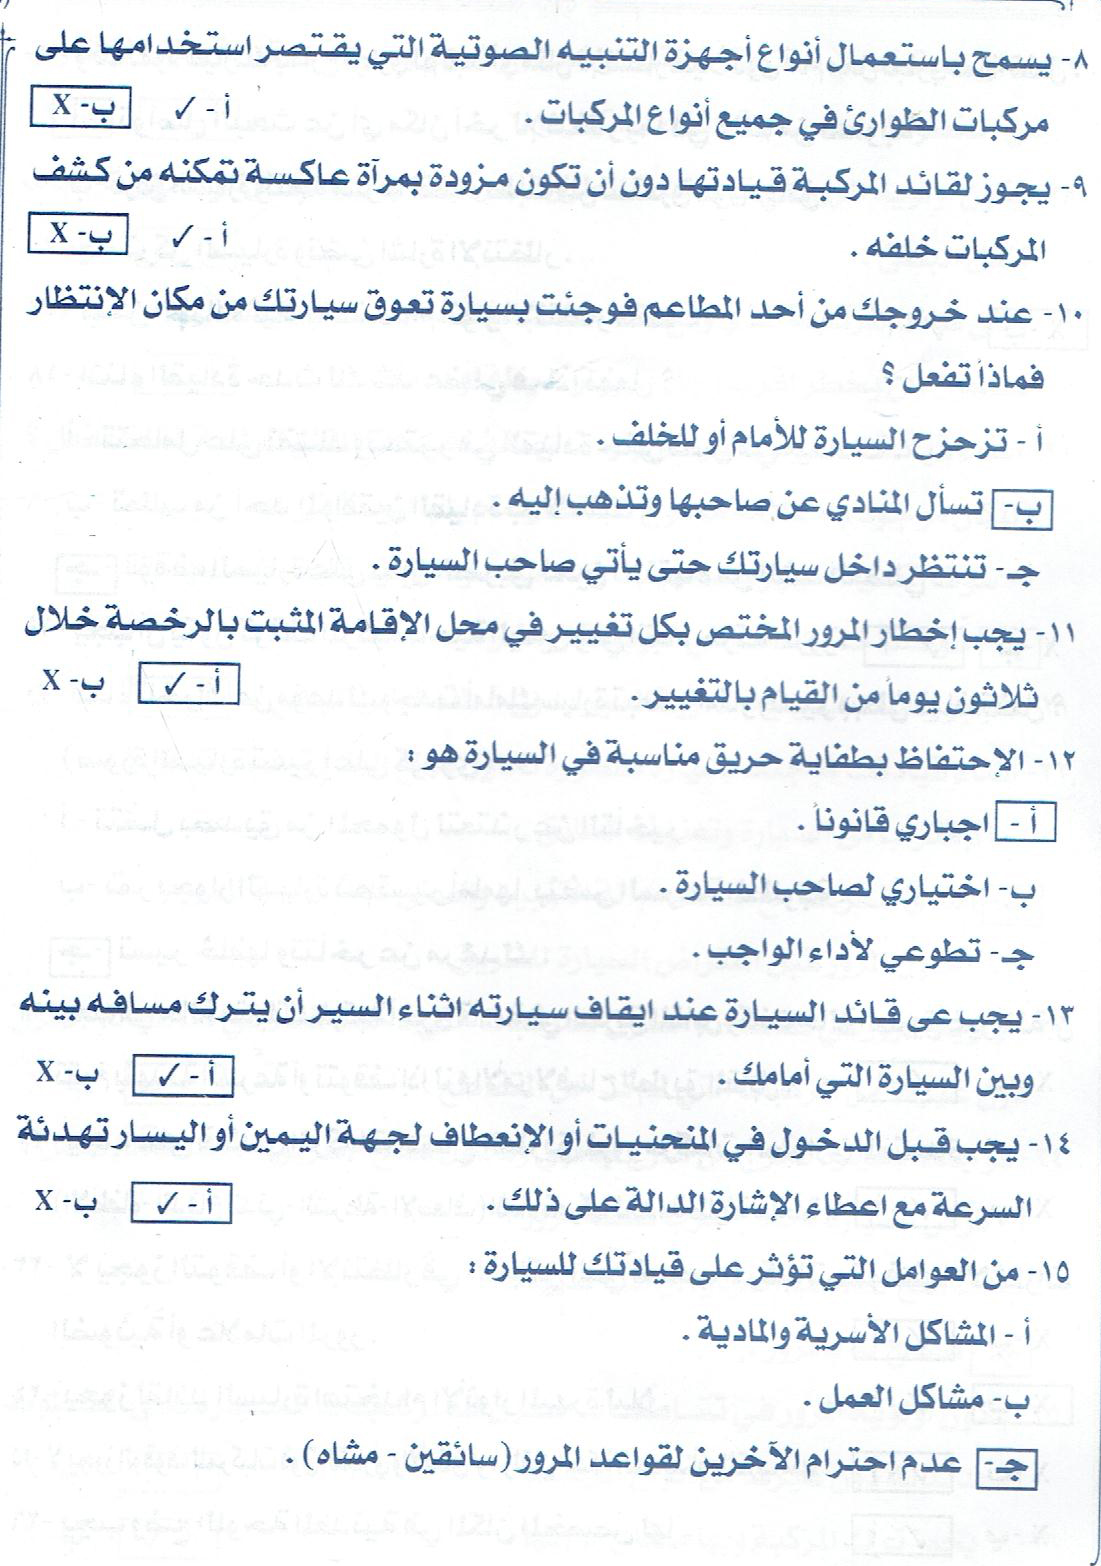 ٨- يسمح باستعمال أنواع أجهزة التنبيه الصوتية التي يقتصر استخدامها على
مركبات الطوارئ في جميع أنواع المركبات . أ- ✓ ب- X
٩- يجوز لقائد المركبة قيادتها دون أن تكون مزودة بمرآة عاكسة تمكنه من كشف
المركبات خلفه . أ- ✓ ب- X
١٠- عند خروجك من أحد المطاعم فوجئت بسيارة تعوق سيارتك من مكان الإنتظار
فماذا تفعل ؟
أ - تزحزح السيارة للأمام أو للخلف .
ب- تسأل المنادي عن صاحبها وتذهب إليه .
جـ- تنتظر داخل سيارتك حتى يأتي صاحب السيارة .
١١- يجب اخطار المرور المختص بكل تغيير في محل الإقامة المثبت بالرخصة خلال
ثلاثون يوماً من القيام بالتغيير . أ- ✓ ب- X
١٢- الإحتفاظ بطفاية حريق مناسبة في السيارة هو :
أ - اجباري قانوناً .
ب- اختياري لصاحب السيارة .
جـ- تطوعي لأداء الواجب .
١٣- يجب عى قائد السيارة عند ايقاف سيارته اثناء السير أن يترك مسافه بينه
وبين السيارة التي أمامك . أ- ✓ ب- X
١٤- يجب قبل الدخول في المنحنيات أو الإنعطاف لجهة اليمين أو اليسار تهدئة
السرعة مع اعطاء الإشارة الدالة على ذلك . أ- ✓ ب- X
١٥- من العوامل التي تؤثر على قيادتك للسيارة :
أ - المشاكل الأسرية والمادية .
ب- مشاكل العمل .
جـ- عدم احترام الآخرين لقواعد المرور (سائقين - مشاه) .